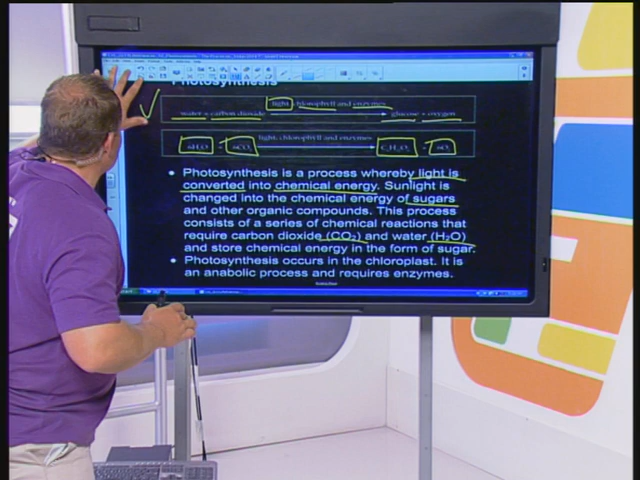 Photosynthesis
light, chlorophyll and enzymes
water + carbon dioxide glucose + oxygen
light, chlorophyll and enzymes
6H₂O + 6CO₂ C₆H₁₂O₆ + 6O₂
• Photosynthesis is a process whereby light is
converted into chemical energy. Sunlight is
changed into the chemical energy of sugars
and other organic compounds. This process
consists of a series of chemical reactions that
require carbon dioxide (CO₂) and water (H₂O)
and store chemical energy in the form of sugar.
• Photosynthesis occurs in the chloroplast. It is
an anabolic process and requires enzymes.